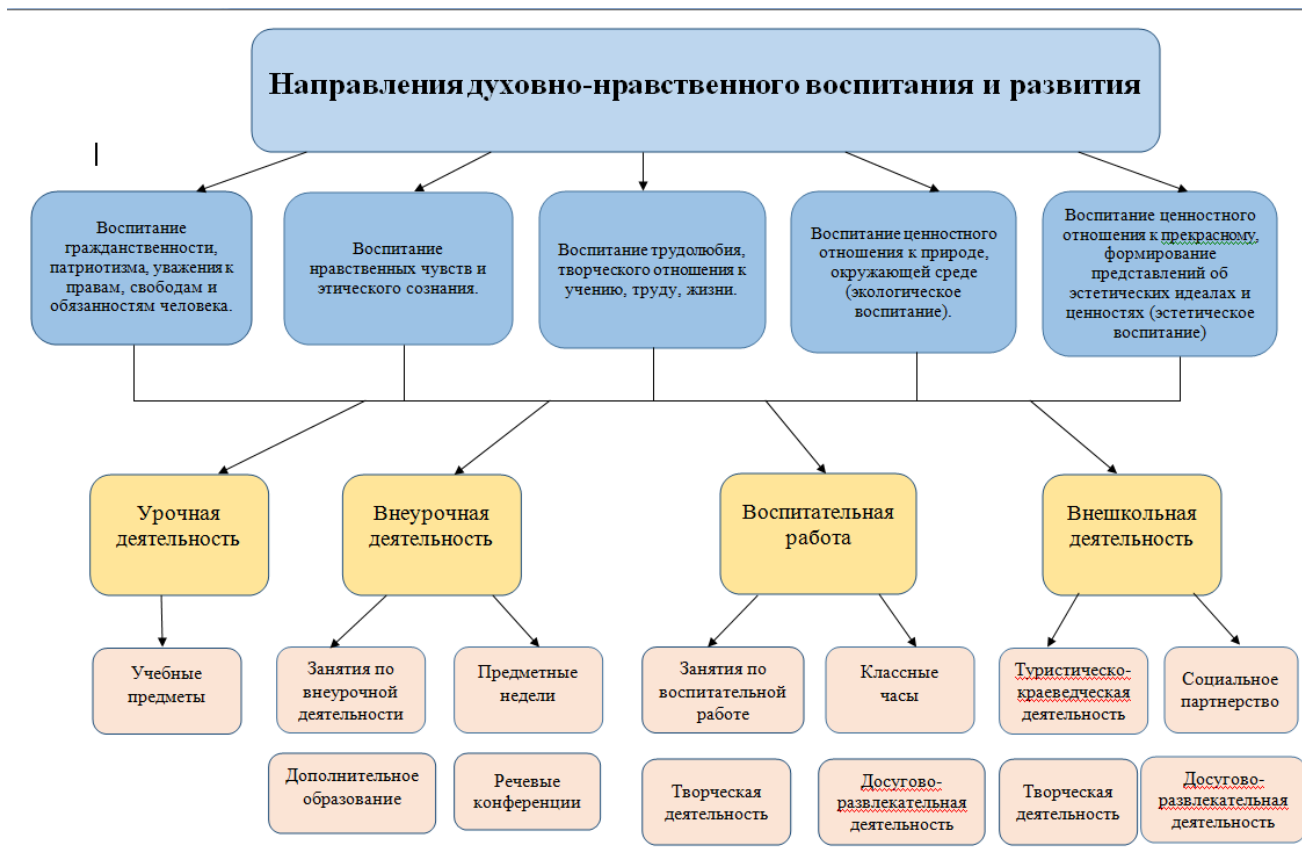 Направления духовно-нравственного воспитания и развития
Воспитание
гражданственности,
патриотизма, уважения к
правам, свободам и
обязанностям человека.
Воспитание
нравственных чувств и
этического сознания.
Воспитание трудолюбия,
творческого отношения к
учению, труду, жизни.
Воспитание ценностного
отношения к природе,
окружающей среде
(экологическое
воспитание).
Воспитание ценностного
отношения к прекрасному,
формирование
представлений об
эстетических идеалах и
ценностях (эстетическое
воспитание)
Урочная
деятельность
Внеурочная
деятельность
Воспитательная
работа
Внешкольная
деятельность
Учебные
предметы
Занятия по
внеурочной
деятельности
Предметные
недели
Занятия по
воспитательной
работе
Классные
часы
Туристическо-
краеведческая
деятельность
Социальное
партнерство
Дополнительное
образование
Речевые
конференции
Творческая
деятельность
Досугово-
развлекательная
деятельность
Творческая
деятельность
Досугово-
развлекательная
деятельность